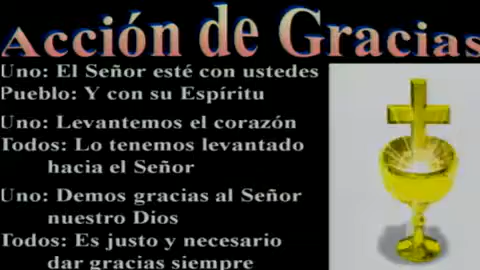 Acción de Gracias
Uno: El Señor esté con ustedes
Pueblo: Y con su Espíritu
Uno: Levantemos el corazón
Todos: Lo tenemos levantado
hacia el Señor
Uno: Demos gracias al Señor
nuestro Dios
Todos: Es justo y necesario
dar gracias siempre